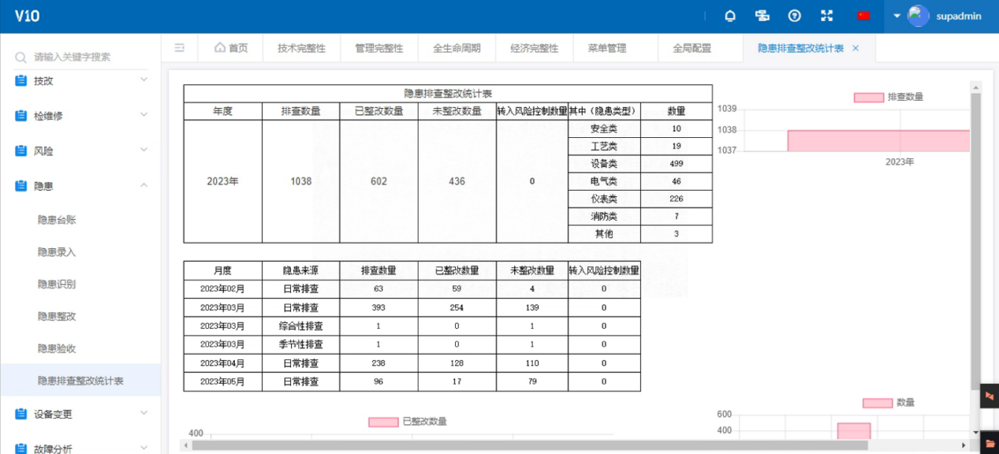 V10
supadmin
请输入关键字搜索
首页
技术完整性
管理完整性
全生命周期
经济完整性
菜单管理
全局配置
隐患排查整改统计表 ×
技改
检维修
风险
隐患
隐患台账
隐患录入
隐患识别
隐患整改
隐患验收
隐患排查整改统计表
设备变更
故障分析
隐患排查整改统计表
年度 排查数量 已整改数量 未整改数量 转入风险控制数量 其中（隐患类型） 数量
2023年 1038 602 436 0
安全类 10
工艺类 19
设备类 499
电气类 46
仪表类 226
消防类 7
其他 3
月度 隐患来源 排查数量 已整改数量 未整改数量 转入风险控制数量
2023年02月 日常排查 63 59 4 0
2023年03月 日常排查 393 254 139 0
2023年03月 综合性排查 1 0 1 0
2023年03月 季节性排查 1 0 1 0
2023年04月 日常排查 238 128 110 0
2023年05月 日常排查 96 17 79 0
排查数量
1039
1038
1037
2023年
已整改数量
400
数量
600
400